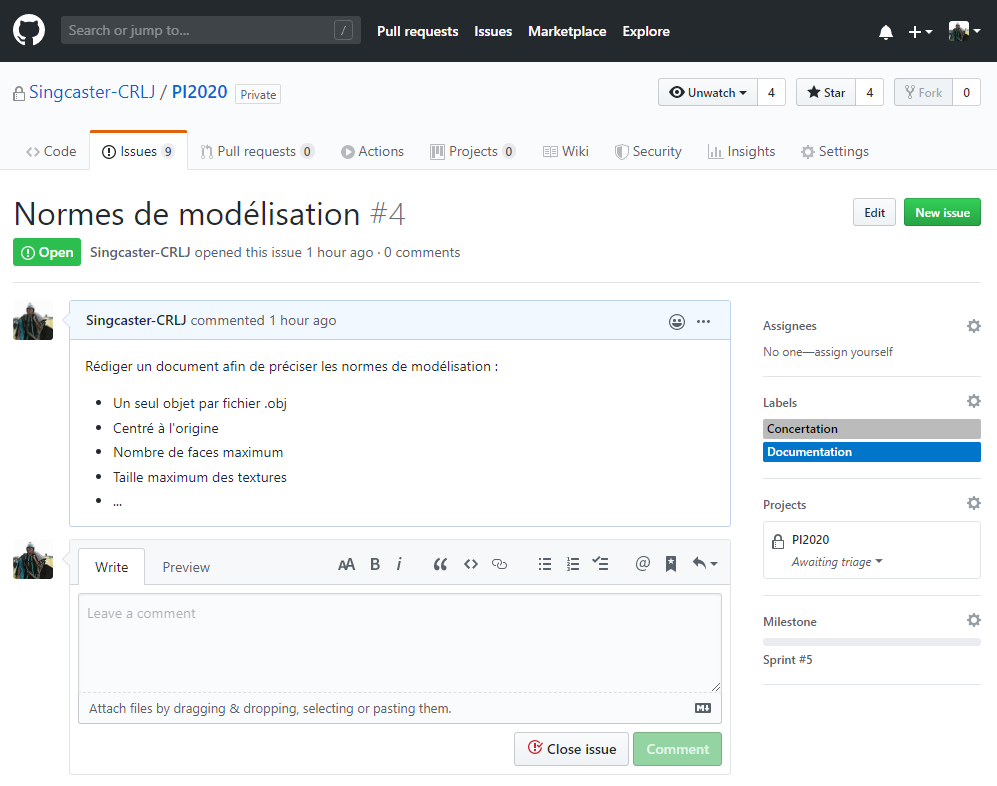 Search or jump to... / Pull requests Issues Marketplace Explore
Singcaster-CRLJ / PI2020 Private Unwatch 4 Star 4 Fork 0
Code Issues 9 Pull requests 0 Actions Projects 0 Wiki Security Insights Settings
Normes de modélisation #4 Edit New issue
Open Singcaster-CRLJ opened this issue 1 hour ago · 0 comments
Singcaster-CRLJ commented 1 hour ago
Rédiger un document afin de préciser les normes de modélisation :
• Un seul objet par fichier .obj
• Centré à l'origine
• Nombre de faces maximum
• Taille maximum des textures
• ...
Write Preview AA B i @
Leave a comment
Attach files by dragging & dropping, selecting or pasting them. M
Close issue Comment
Assignees
No one—assign yourself
Labels
Concertation
Documentation
Projects
PI2020
Awaiting triage
Milestone
Sprint #5